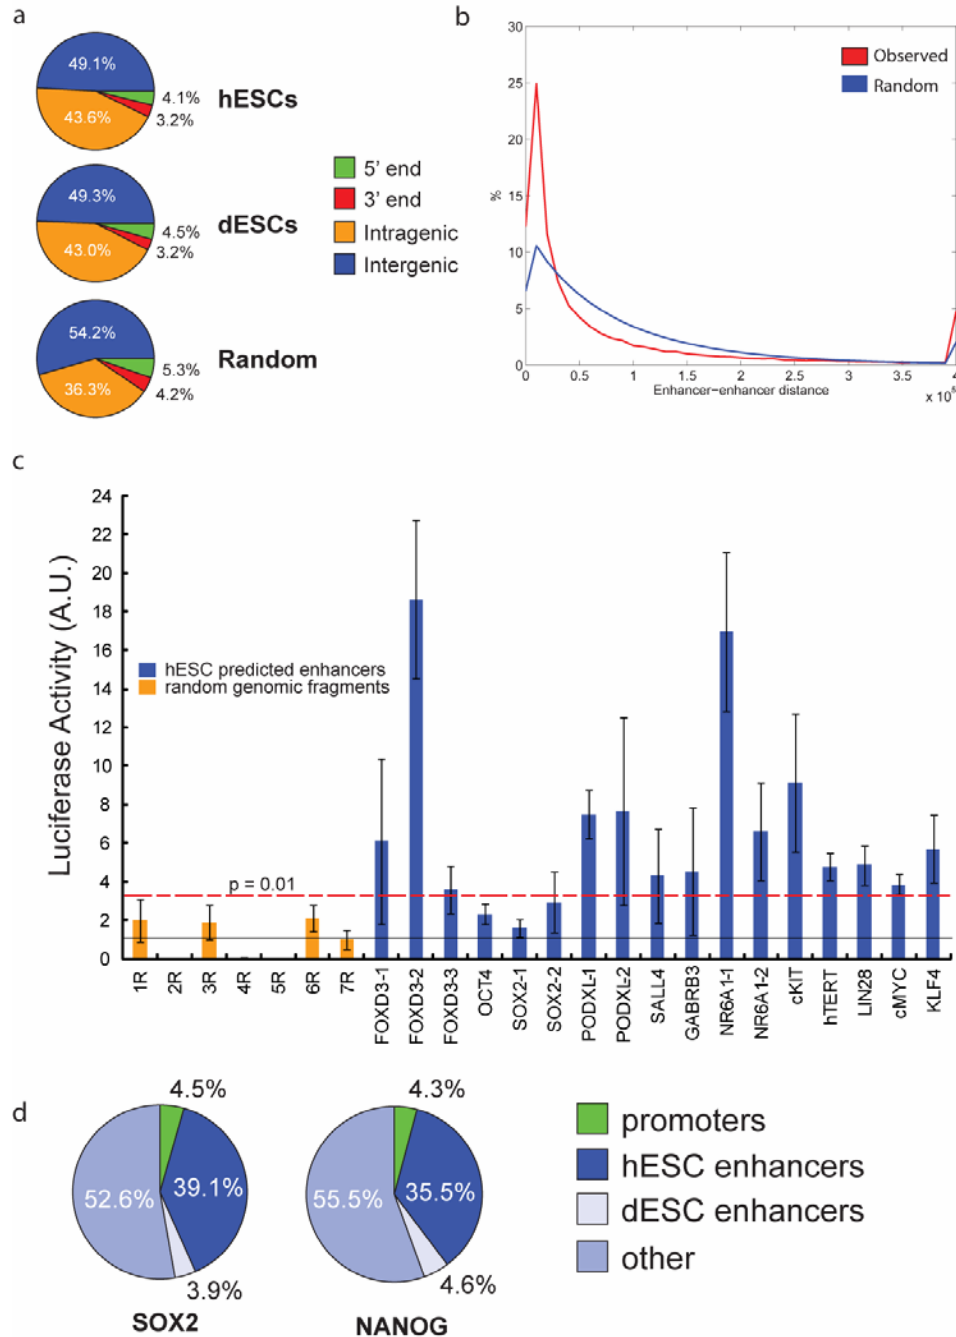 a
49.1%
4.1%
43.6%
3.2%
hESCs
49.3%
4.5%
43.0%
3.2%
dESCs
54.2%
5.3%
36.3%
4.2%
Random
5' end
3' end
Intragenic
Intergenic
b
30
25
20
15
10
5
0
%
Observed
Random
0 0.5 1 1.5 2 2.5 3 3.5 4
Enhancer-enhancer distance
x 10
c
Luciferase Activity (A.U.)
24
22
20
18
16
14
12
10
8
6
4
2
0
hESC predicted enhancers
random genomic fragments
p = 0.01
1R
2R
3R
4R
5R
6R
7R
FOXD3-1
FOXD3-2
FOXD3-3
OCT4
SOX2-1
SOX2-2
PODXL-1
PODXL-2
SALL4
GABRB3
NR6A1-1
NR6A1-2
cKIT
hTERT
LIN28
cMYC
KLF4
d
4.5%
52.6%
39.1%
3.9%
SOX2
4.3%
55.5%
35.5%
4.6%
NANOG
promoters
hESC enhancers
dESC enhancers
other